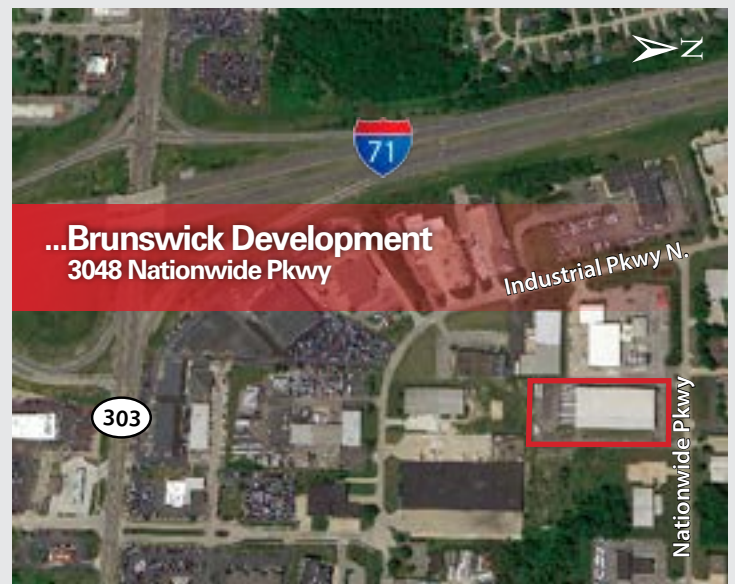 N
71
...Brunswick Development
3048 Nationwide Pkwy
Industrial Pkwy N.
303
Nationwide Pkwy